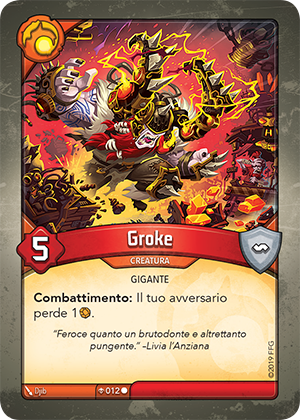 Groke
CREATURA
5
GIGANTE
Combattimento: Il tuo avversario
perde 1.
"Feroce quanto un brutodonte e altrettanto
pungente." -Livia l'Anziana
Djib
012
©2019 FFG